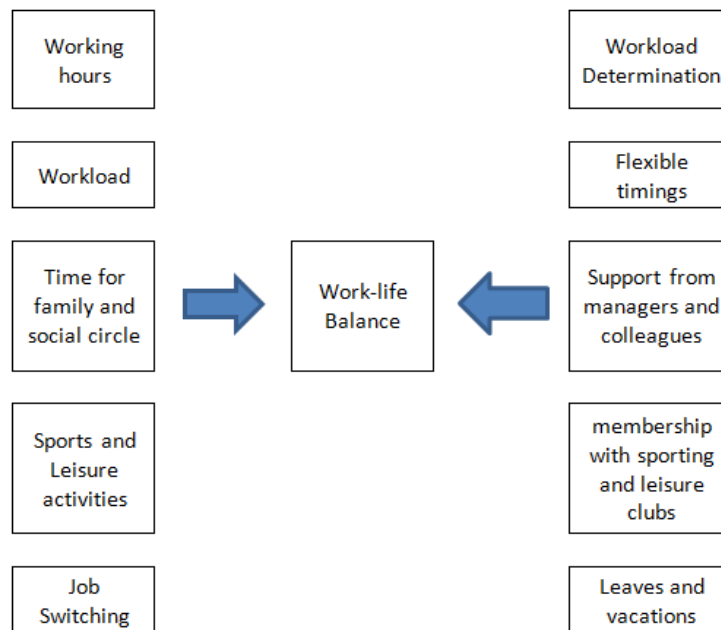 Working
hours
Workload
Time for
family and
social circle
Sports and
Leisure
activities
Job
Switching
Work-life
Balance
Workload
Determination
Flexible
timings
Support from
managers and
colleagues
membership
with sporting
and leisure
clubs
Leaves and
vacations